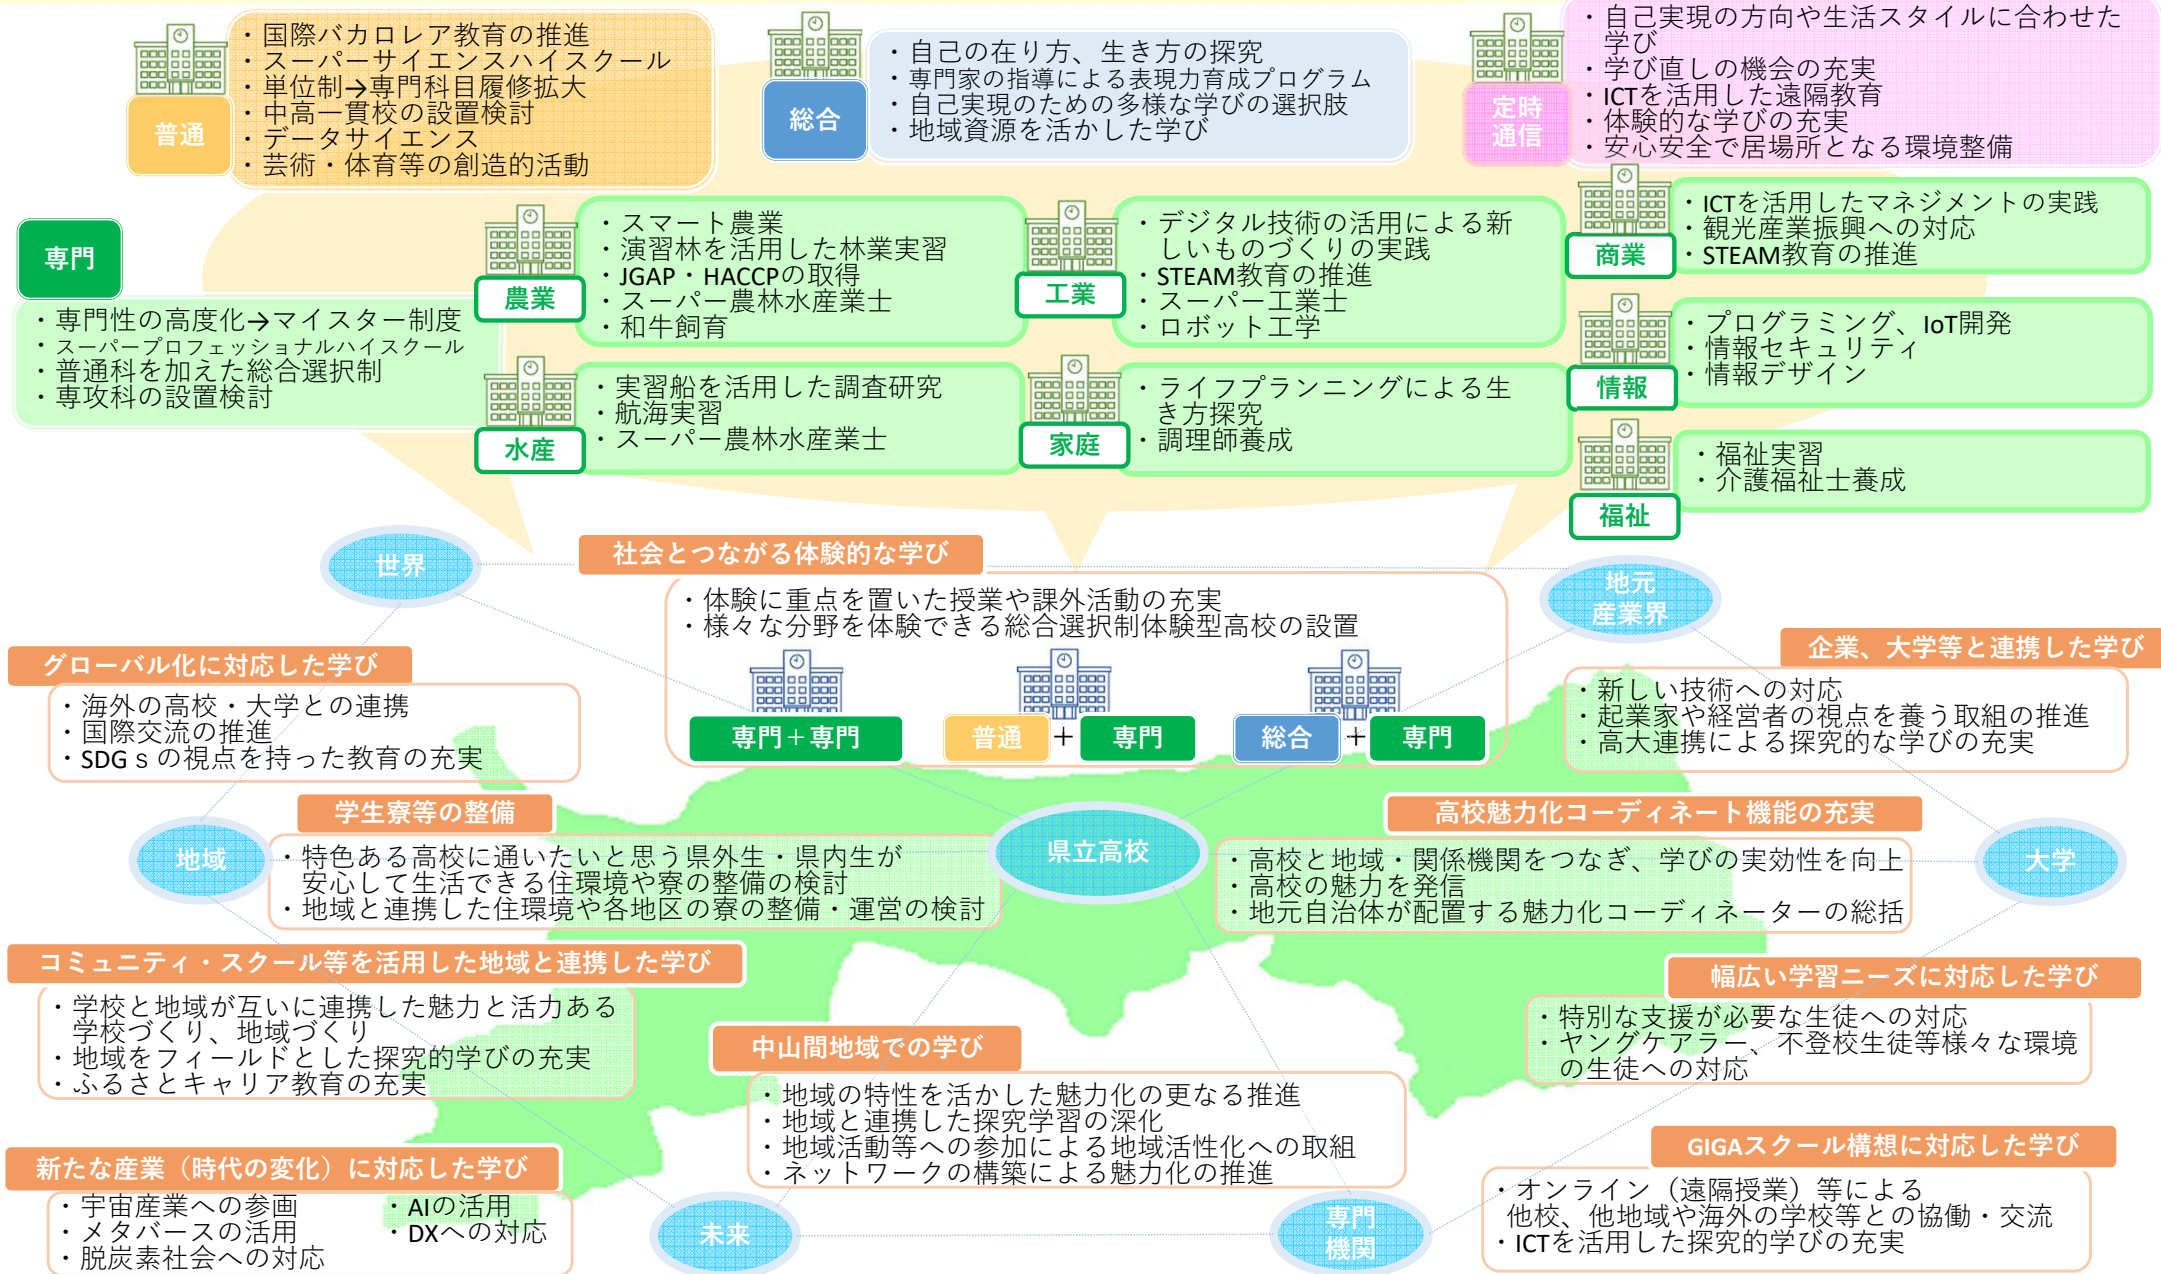 普通
・国際バカロレア教育の推進
・スーパーサイエンスハイスクール
・単位制→専門科目履修拡大
・中高一貫校の設置検討
・データサイエンス
・芸術・体育等の創造的活動
総合
・自己の在り方、生き方の探究
・専門家の指導による表現力育成プログラム
・自己実現のための多様な学びの選択肢
・地域資源を活かした学び
定時
通信
・自己実現の方向や生活スタイルに合わせた
学び
・学び直しの機会の充実
・ICTを活用した遠隔教育
・体験的な学びの充実
・安心安全で居場所となる環境整備
専門
・専門性の高度化→マイスター制度
・スーパープロフェッショナルハイスクール
・普通科を加えた総合選択制
・専攻科の設置検討
農業
・スマート農業
・演習林を活用した林業実習
・JGAP・HACCPの取得
・スーパー農林水産業士
・和牛飼育
工業
・デジタル技術の活用による新
しいものづくりの実践
・STEAM教育の推進
・スーパー工業士
・ロボット工学
商業
・ICTを活用したマネジメントの実践
・観光産業振興への対応
・STEAM教育の推進
水産
・実習船を活用した調査研究
・航海実習
・スーパー農林水産業士
家庭
・ライフプランニングによる生
き方探究
・調理師養成
情報
・プログラミング、IoT開発
・情報セキュリティ
・情報デザイン
福祉
・福祉実習
・介護福祉士養成
世界
社会とつながる体験的な学び
・体験に重点を置いた授業や課外活動の充実
・様々な分野を体験できる総合選択制体験型高校の設置
専門＋専門
普通 + 専門
総合 + 専門
地元
産業界
グローバル化に対応した学び
・海外の高校・大学との連携
・国際交流の推進
・SDGｓの視点を持った教育の充実
企業、大学等と連携した学び
・新しい技術への対応
・起業家や経営者の視点を養う取組の推進
・高大連携による探究的な学びの充実
地域
学生寮等の整備
・特色ある高校に通いたいと思う県外生・県内生が
安心して生活できる住環境や寮の整備の検討
・地域と連携した住環境や各地区の寮の整備・運営の検討
県立高校
高校魅力化コーディネート機能の充実
・高校と地域・関係機関をつなぎ、学びの実効性を向上
・高校の魅力を発信
・地元自治体が配置する魅力化コーディネーターの総括
大学
コミュニティ・スクール等を活用した地域と連携した学び
・学校と地域が互いに連携した魅力と活力ある
学校づくり、地域づくり
・地域をフィールドとした探究的学びの充実
・ふるさとキャリア教育の充実
中山間地域での学び
・地域の特性を活かした魅力化の更なる推進
・地域と連携した探究学習の深化
・地域活動等への参加による地域活性化への取組
・ネットワークの構築による魅力化の推進
幅広い学習ニーズに対応した学び
・特別な支援が必要な生徒への対応
・ヤングケアラー、不登校生徒等様々な環境
の生徒への対応
新たな産業（時代の変化）に対応した学び
・宇宙産業への参画
・メタバースの活用
・脱炭素社会への対応
・AIの活用
・DXへの対応
未来
専門
機関
GIGAスクール構想に対応した学び
・オンライン（遠隔授業）等による
他校、他地域や海外の学校等との協働・交流
・ICTを活用した探究的学びの充実